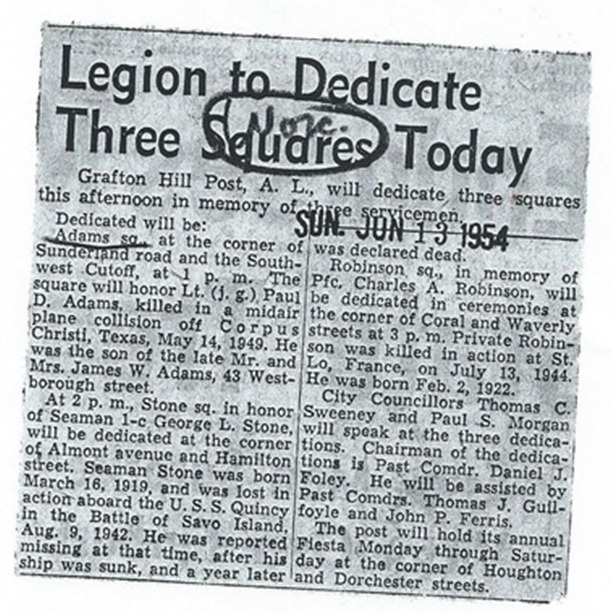 Legion to Dedicate
Three Squares Today
Note.
Grafton Hill Post, A. L., will dedicate three squares
this afternoon in memory of three servicemen.
SUN. JUN 13 1954
Dedicated will be:
Adams sq., at the corner of
Sunderland road and the South-
west Cutoff, at 1 p. m. The
square will honor Lt. (j. g.) Paul
D. Adams, killed in a midair
plane collision off Corpus
Christi, Texas, May 14, 1949. He
was the son of the late Mr. and
Mrs. James W. Adams, 43 West-
borough street.
At 2 p. m., Stone sq. in honor
of Seaman 1-c George L. Stone,
will be dedicated at the corner
of Almont avenue and Hamilton
street. Seaman Stone was born
March 16, 1919, and was lost in
action aboard the U. S. S. Quincy
in the Battle of Savo Island,
Aug. 9, 1942. He was reported
missing at that time, after his
ship was sunk, and a year later
was declared dead.
Robinson sq., in memory of
Pfc. Charles A. Robinson, will
be dedicated in ceremonies at
the corner of Coral and Waverly
streets at 3 p. m. Private Robin-
son was killed in action at St.
Lo, France, on July 13, 1944.
He was born Feb. 2, 1922.
City Councillors Thomas C.
Sweeney and Paul S. Morgan
will speak at the three dedica-
tions. Chairman of the dedica-
tions is Past Comdr. Daniel J.
Foley. He will be assisted by
Past Comdrs. Thomas J. Guil-
foyle and John P. Ferris.
The post will hold its annual
Fiesta Monday through Satur-
day at the corner of Houghton
and Dorchester streets.